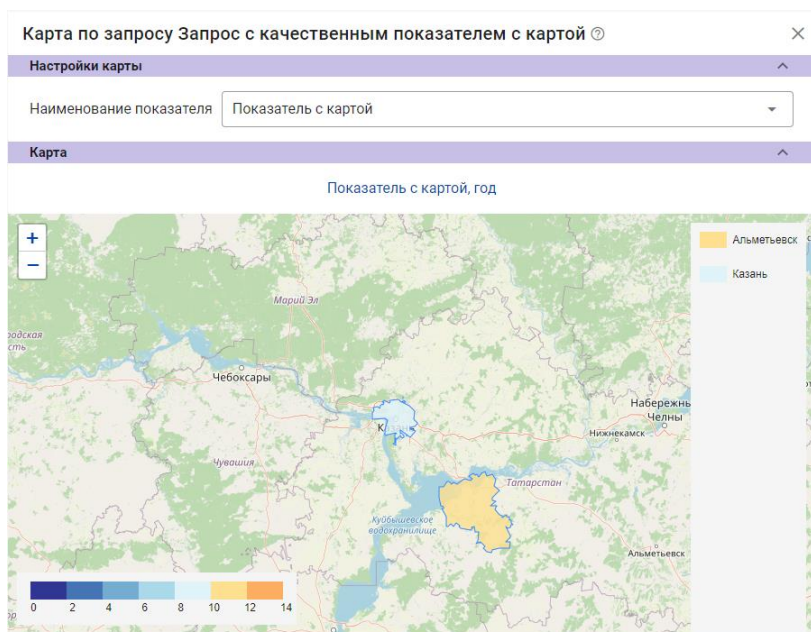 Карта по запросу Запрос с качественным показателем с картой
Настройки карты
Наименование показателя Показатель с картой
Карта
Показатель с картой, год
+
−
Альметьевск
Казань
Марий Эл
Чебоксары
Набережн
Челны
Нижнекамск
Чувашия
Татарстан
Куйбышевское
водохранилище
Альметьевск
0 2 4 6 8 10 12 14